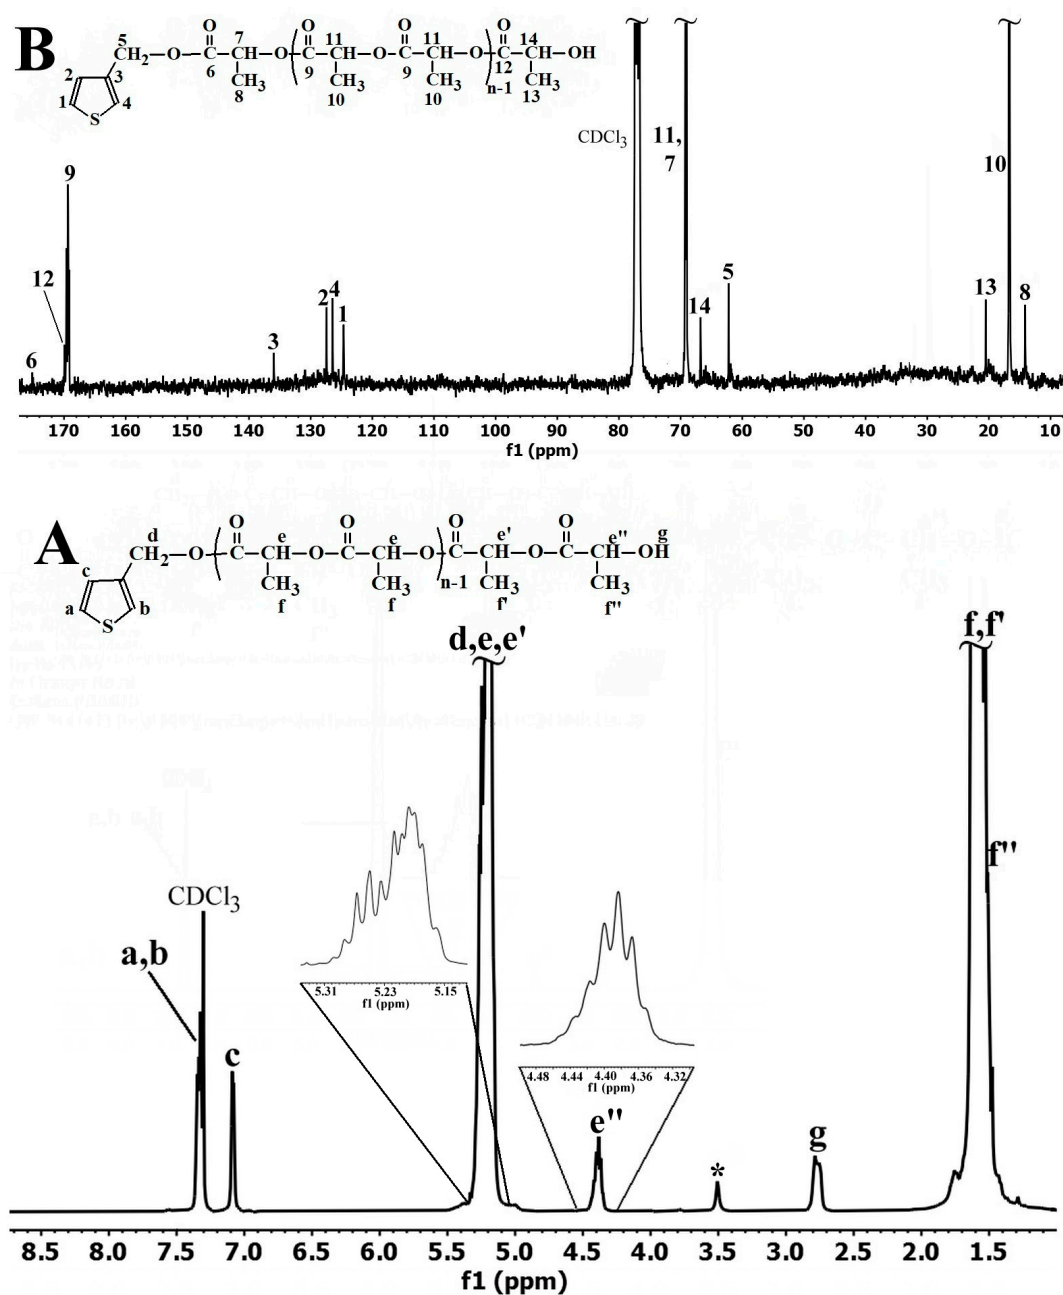 B
5 O 7 O 11 O 11 O 14
CH2 O C CH O C CH O C CH O C CH OH
6 9 9 12
2 3 CH3 CH3 CH3 n-1 CH3
8 10 10 13
1 4
S
CDCl3
11,
7
10
9
12
6
3
2
4
1
14
5
13
8
170 160 150 140 130 120 110 100 90 80 70 60 50 40 30 20 10
f1 (ppm)
A
d O e O e O e' O e'' g
CH2 O C CH O C CH O C CH O C CH OH
c CH3 CH3 n-1 CH3 CH3
f f f' f''
a b
S
d,e,e'
f,f'
f''
CDCl3
a,b
c
5.31 5.23 5.15
f1 (ppm)
4.48 4.44 4.40 4.36 4.32
f1 (ppm)
e''
*
g
8.5 8.0 7.5 7.0 6.5 6.0 5.5 5.0 4.5 4.0 3.5 3.0 2.5 2.0 1.5
f1 (ppm)